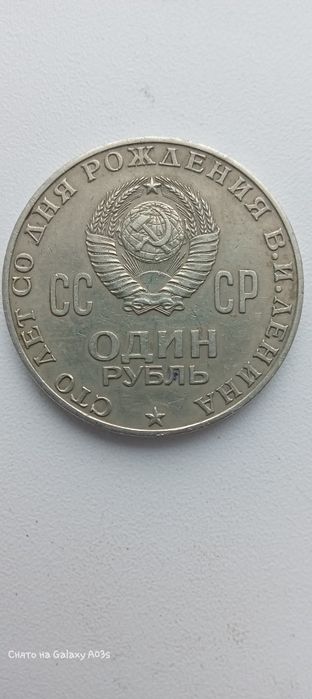 СТО ЛЕТ СО ДНЯ РОЖДЕНИЯ В.И.ЛЕНИНА
СС СР
ОДИН
РУБЛЬ
Снято на Galaxy A03s